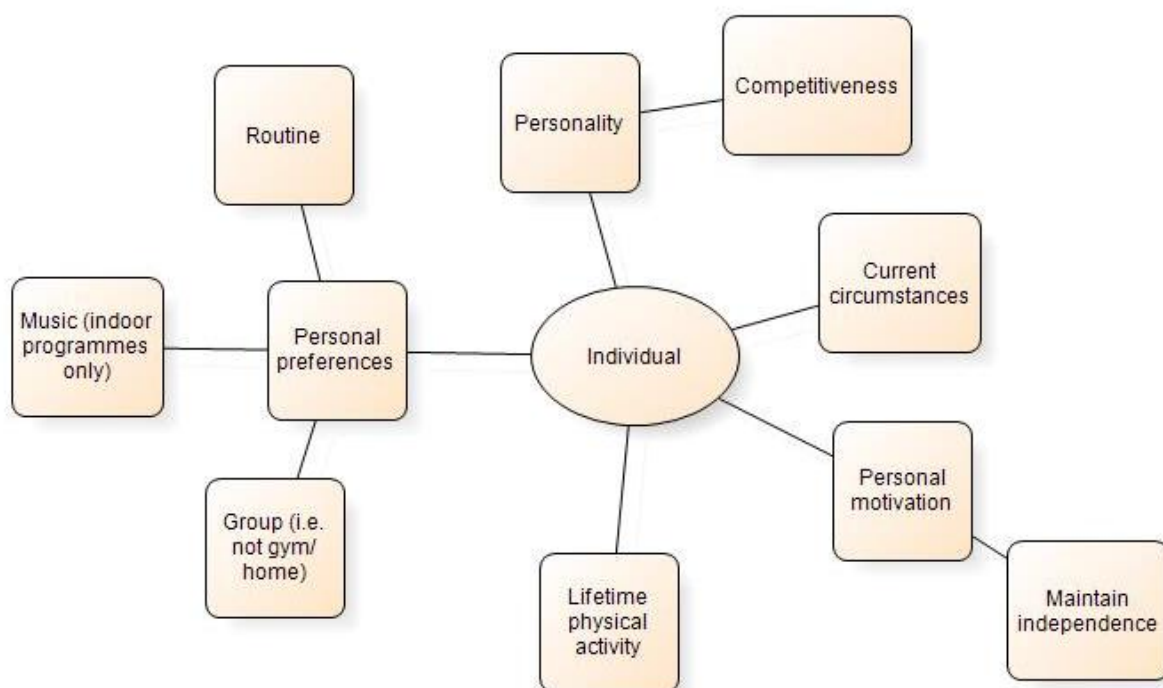 Competitiveness
Personality
Routine
Current
circumstances
Music (indoor
programmes
only)
Personal
preferences
Individual
Personal
motivation
Group (i.e.
not gym/
home)
Lifetime
physical
activity
Maintain
independence